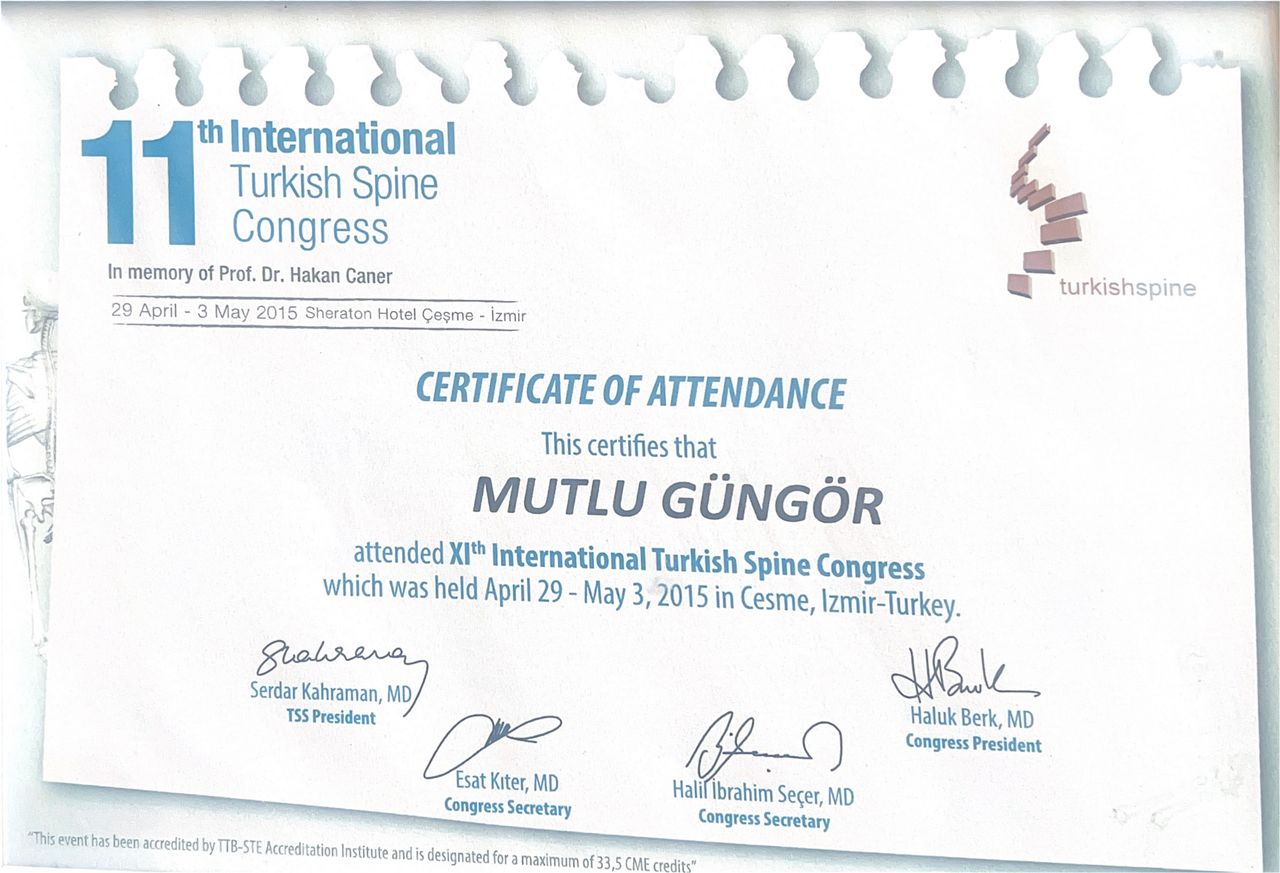 11th International
Turkish Spine
Congress
In memory of Prof. Dr. Hakan Caner
29 April - 3 May 2015 Sheraton Hotel Çeşme - İzmir
turkishspine
CERTIFICATE OF ATTENDANCE
This certifies that
MUTLU GÜNGÖR
attended XIth International Turkish Spine Congress
which was held April 29 - May 3, 2015 in Cesme, Izmir-Turkey.
Serdar Kahraman, MD
TSS President
Haluk Berk, MD
Congress President
Esat Kıter, MD
Congress Secretary
Halil İbrahim Seçer, MD
Congress Secretary
"This event has been accredited by TTB-STE Accreditation Institute and is designated for a maximum of 33,5 CME credits"